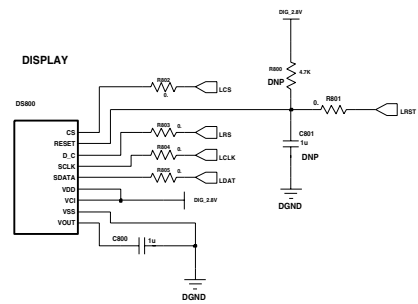 DIG_2.8V
DISPLAY
R800
4.7K
DNP
R802
0.
LCS
DS800
0.
R801
LRST
CS
RESET
D_C
SCLK
SDATA
VDD
VCI
VSS
VOUT
R803
0.
LRS
R804
0.
LCLK
R805
0.
LDAT
C801
1u
DNP
DIG_2.8V
DGND
C800
1u
DGND